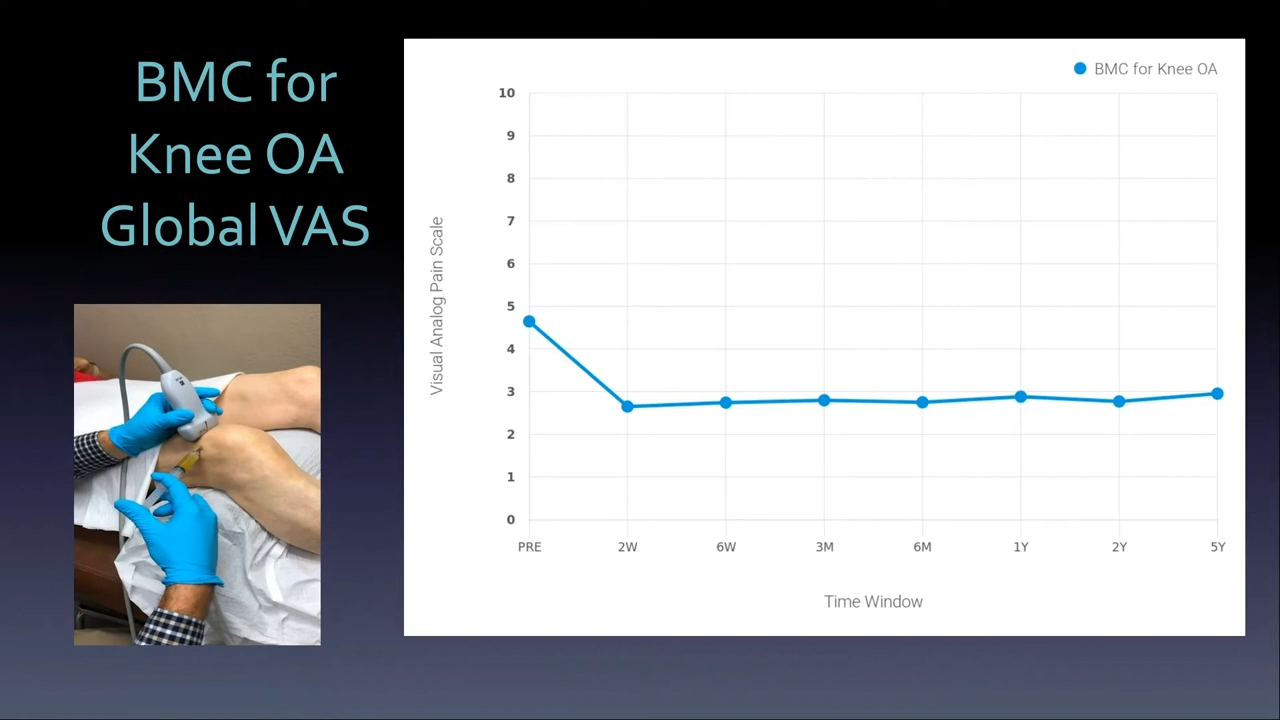 BMC for
Knee OA
Global VAS
BMC for Knee OA
Visual Analog Pain Scale
10
9
8
7
6
5
4
3
2
1
0
PRE 2W 6W 3M 6M 1Y 2Y 5Y
Time Window